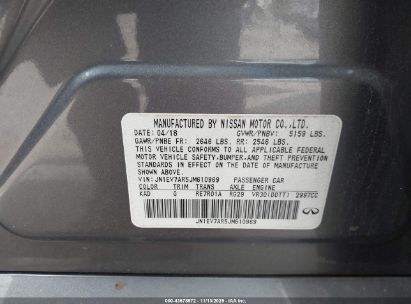 MANUFACTURED BY NISSAN MOTOR CO.,LTD.
DATE 04/18 GVWR/PNBV: 5159 LBS.
GAWR/PNBE FR: 2646 LBS. RR: 2546 LBS.
THIS VEHICLE CONFORMS TO ALL APPLICABLE FEDERAL
MOTOR VEHICLE SAFETY,BUMPER,AND THEFT PREVENTION
STANDARDS IN EFFECT ON THE DATE OF MANUFACTURE
SHOWN ABOVE.
VIN:JN1EV7AR5JM610969 PASSENGER CAR
COLOR TRIM TRANS AXLE ENGINE
KAD G RE7R01A RG29 VR30(DDTT) 2997CC
JN1EV7AR5JM610969
INFINITI